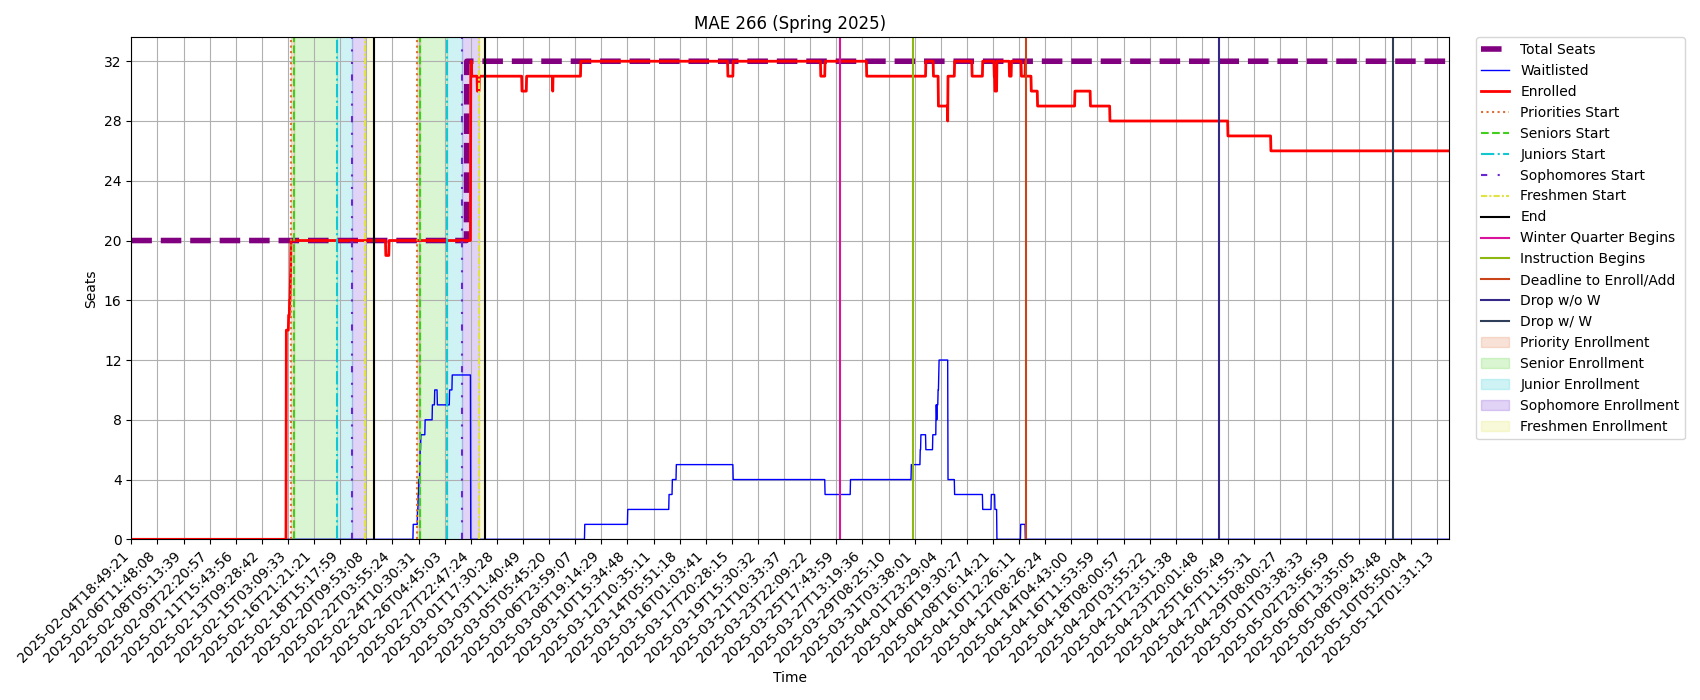 MAE 266 (Spring 2025)
Seats
32
28
24
20
16
12
8
4
0
2025-02-04T18:49:21
2025-02-06T11:48:08
2025-02-08T05:13:39
2025-02-09T22:20:57
2025-02-11T15:43:56
2025-02-13T09:28:42
2025-02-15T03:09:33
2025-02-16T21:21:21
2025-02-18T15:17:59
2025-02-20T09:53:08
2025-02-22T03:55:24
2025-02-24T10:30:31
2025-02-26T04:45:03
2025-02-27T22:47:24
2025-03-01T17:30:28
2025-03-03T11:40:49
2025-03-05T05:45:20
2025-03-06T23:59:07
2025-03-08T19:14:29
2025-03-10T15:34:48
2025-03-12T10:35:11
2025-03-14T05:51:18
2025-03-16T01:03:41
2025-03-17T20:28:15
2025-03-19T15:30:32
2025-03-21T10:33:37
2025-03-23T22:09:22
2025-03-25T17:43:59
2025-03-27T13:19:36
2025-03-29T08:25:10
2025-03-31T03:38:01
2025-04-01T23:29:04
2025-04-06T19:30:27
2025-04-08T16:14:21
2025-04-10T12:26:11
2025-04-12T08:26:24
2025-04-14T04:43:00
2025-04-16T11:53:59
2025-04-18T08:00:57
2025-04-20T03:55:22
2025-04-21T23:51:38
2025-04-23T20:01:48
2025-04-25T16:05:49
2025-04-27T11:55:31
2025-04-29T08:00:27
2025-05-01T03:38:33
2025-05-02T23:56:59
2025-05-06T13:35:05
2025-05-08T09:43:48
2025-05-10T05:50:04
2025-05-12T01:31:13
Time
Total Seats
Waitlisted
Enrolled
Priorities Start
Seniors Start
Juniors Start
Sophomores Start
Freshmen Start
End
Winter Quarter Begins
Instruction Begins
Deadline to Enroll/Add
Drop w/o W
Drop w/ W
Priority Enrollment
Senior Enrollment
Junior Enrollment
Sophomore Enrollment
Freshmen Enrollment